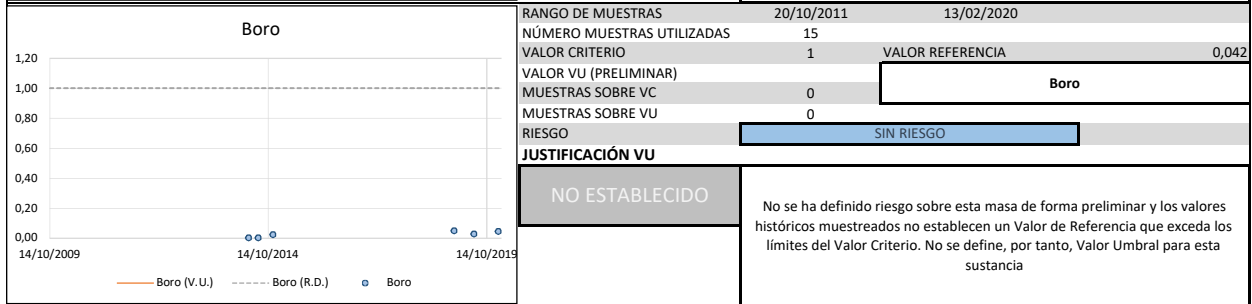 Boro
1,20
1,00
0,80
0,60
0,40
0,20
0,00
14/10/2009 14/10/2014 14/10/2019
Boro (V.U.) Boro (R.D.) Boro
RANGO DE MUESTRAS 20/10/2011 13/02/2020
NÚMERO MUESTRAS UTILIZADAS 15
VALOR CRITERIO 1 VALOR REFERENCIA 0,042
VALOR VU (PRELIMINAR)
Boro
MUESTRAS SOBRE VC 0
MUESTRAS SOBRE VU 0
RIESGO SIN RIESGO
JUSTIFICACIÓN VU
NO ESTABLECIDO
No se ha definido riesgo sobre esta masa de forma preliminar y los valores
históricos muestreados no establecen un Valor de Referencia que exceda los
límites del Valor Criterio. No se define, por tanto, Valor Umbral para esta
sustancia